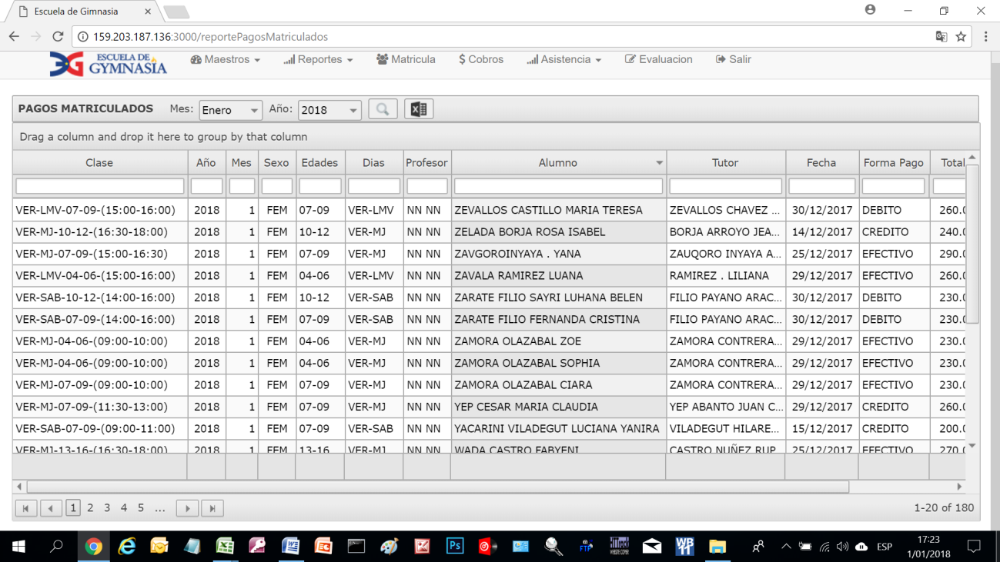 Escuela de Gimnasia
159.203.187.136:3000/reportePagosMatriculados
ESCUELA DE GYMNASIA Maestros Reportes Matricula $ Cobros Asistencia Evaluacion Salir
PAGOS MATRICULADOS Mes: Enero Año: 2018
Drag a column and drop it here to group by that column
Clase Año Mes Sexo Edades Dias Profesor Alumno Tutor Fecha Forma Pago Total
VER-LMV-07-09-(15:00-16:00) 2018 1 FEM 07-09 VER-LMV NN NN ZEVALLOS CASTILLO MARIA TERESA ZEVALLOS CHAVEZ ... 30/12/2017 DEBITO 260.0
VER-MJ-10-12-(16:30-18:00) 2018 1 FEM 10-12 VER-MJ NN NN ZELADA BORJA ROSA ISABEL BORJA ARROYO JEA... 14/12/2017 CREDITO 240.0
VER-MJ-07-09-(15:00-16:30) 2018 1 FEM 07-09 VER-MJ NN NN ZAVGOROINYAYA . YANA ZAUQORO INYAYA A... 25/12/2017 EFECTIVO 290.0
VER-LMV-04-06-(15:00-16:00) 2018 1 FEM 04-06 VER-LMV NN NN ZAVALA RAMIREZ LUANA RAMIREZ . LILIANA 29/12/2017 EFECTIVO 260.0
VER-SAB-10-12-(14:00-16:00) 2018 1 FEM 10-12 VER-SAB NN NN ZARATE FILIO SAYRI LUHANA BELEN FILIO PAYANO ARAC... 30/12/2017 DEBITO 230.0
VER-SAB-07-09-(14:00-16:00) 2018 1 FEM 07-09 VER-SAB NN NN ZARATE FILIO FERNANDA CRISTINA FILIO PAYANO ARAC... 30/12/2017 DEBITO 230.0
VER-MJ-04-06-(09:00-10:00) 2018 1 FEM 04-06 VER-MJ NN NN ZAMORA OLAZABAL ZOE ZAMORA CONTRERA... 29/12/2017 EFECTIVO 230.0
VER-MJ-04-06-(09:00-10:00) 2018 1 FEM 04-06 VER-MJ NN NN ZAMORA OLAZABAL SOPHIA ZAMORA CONTRERA... 29/12/2017 EFECTIVO 230.0
VER-MJ-07-09-(09:00-10:00) 2018 1 FEM 07-09 VER-MJ NN NN ZAMORA OLAZABAL CIARA ZAMORA CONTRERA... 29/12/2017 EFECTIVO 230.0
VER-MJ-07-09-(11:30-13:00) 2018 1 FEM 07-09 VER-MJ NN NN YEP CESAR MARIA CLAUDIA YEP ABANTO JUAN C... 29/12/2017 CREDITO 260.0
VER-SAB-07-09-(09:00-11:00) 2018 1 FEM 07-09 VER-SAB NN NN YACARINI VILADEGUT LUCIANA YANIRA VILADEGUT HILARE... 15/12/2017 CREDITO 200.0
VER-MJ-13-16-(16:30-18:00) 2018 1 FEM 13-16 VER-MJ NN NN WADA CASTRO FABYENI CASTRO NUÑEZ RUP... 25/12/2017 EFECTIVO 270.0
1 2 3 4 5 ... 1-20 of 180
Ps FTP WEBSITE COPIER WB 11 ESP 17:23
1/01/2018